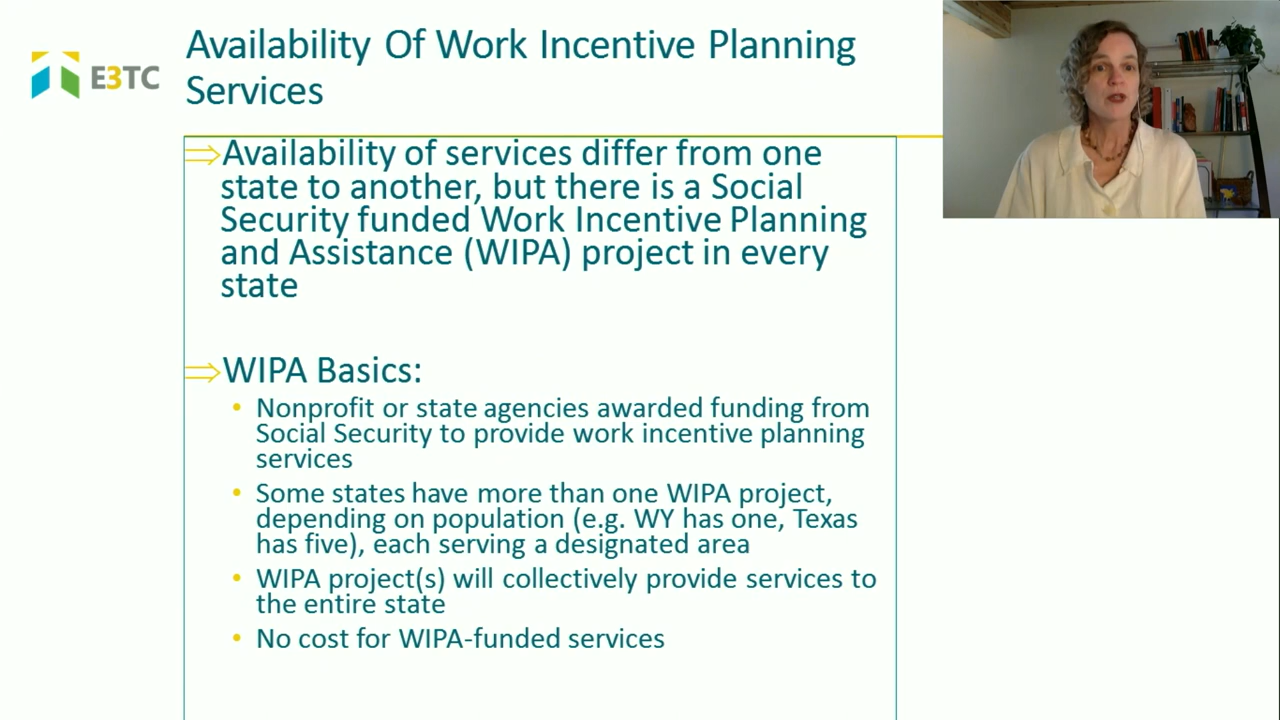 Availability Of Work Incentive Planning
Services
E3TC
⇒Availability of services differ from one
state to another, but there is a Social
Security funded Work Incentive Planning
and Assistance (WIPA) project in every
state
⇒WIPA Basics:
• Nonprofit or state agencies awarded funding from
Social Security to provide work incentive planning
services
• Some states have more than one WIPA project,
depending on population (e.g. WY has one, Texas
has five), each serving a designated area
• WIPA project(s) will collectively provide services to
the entire state
• No cost for WIPA-funded services